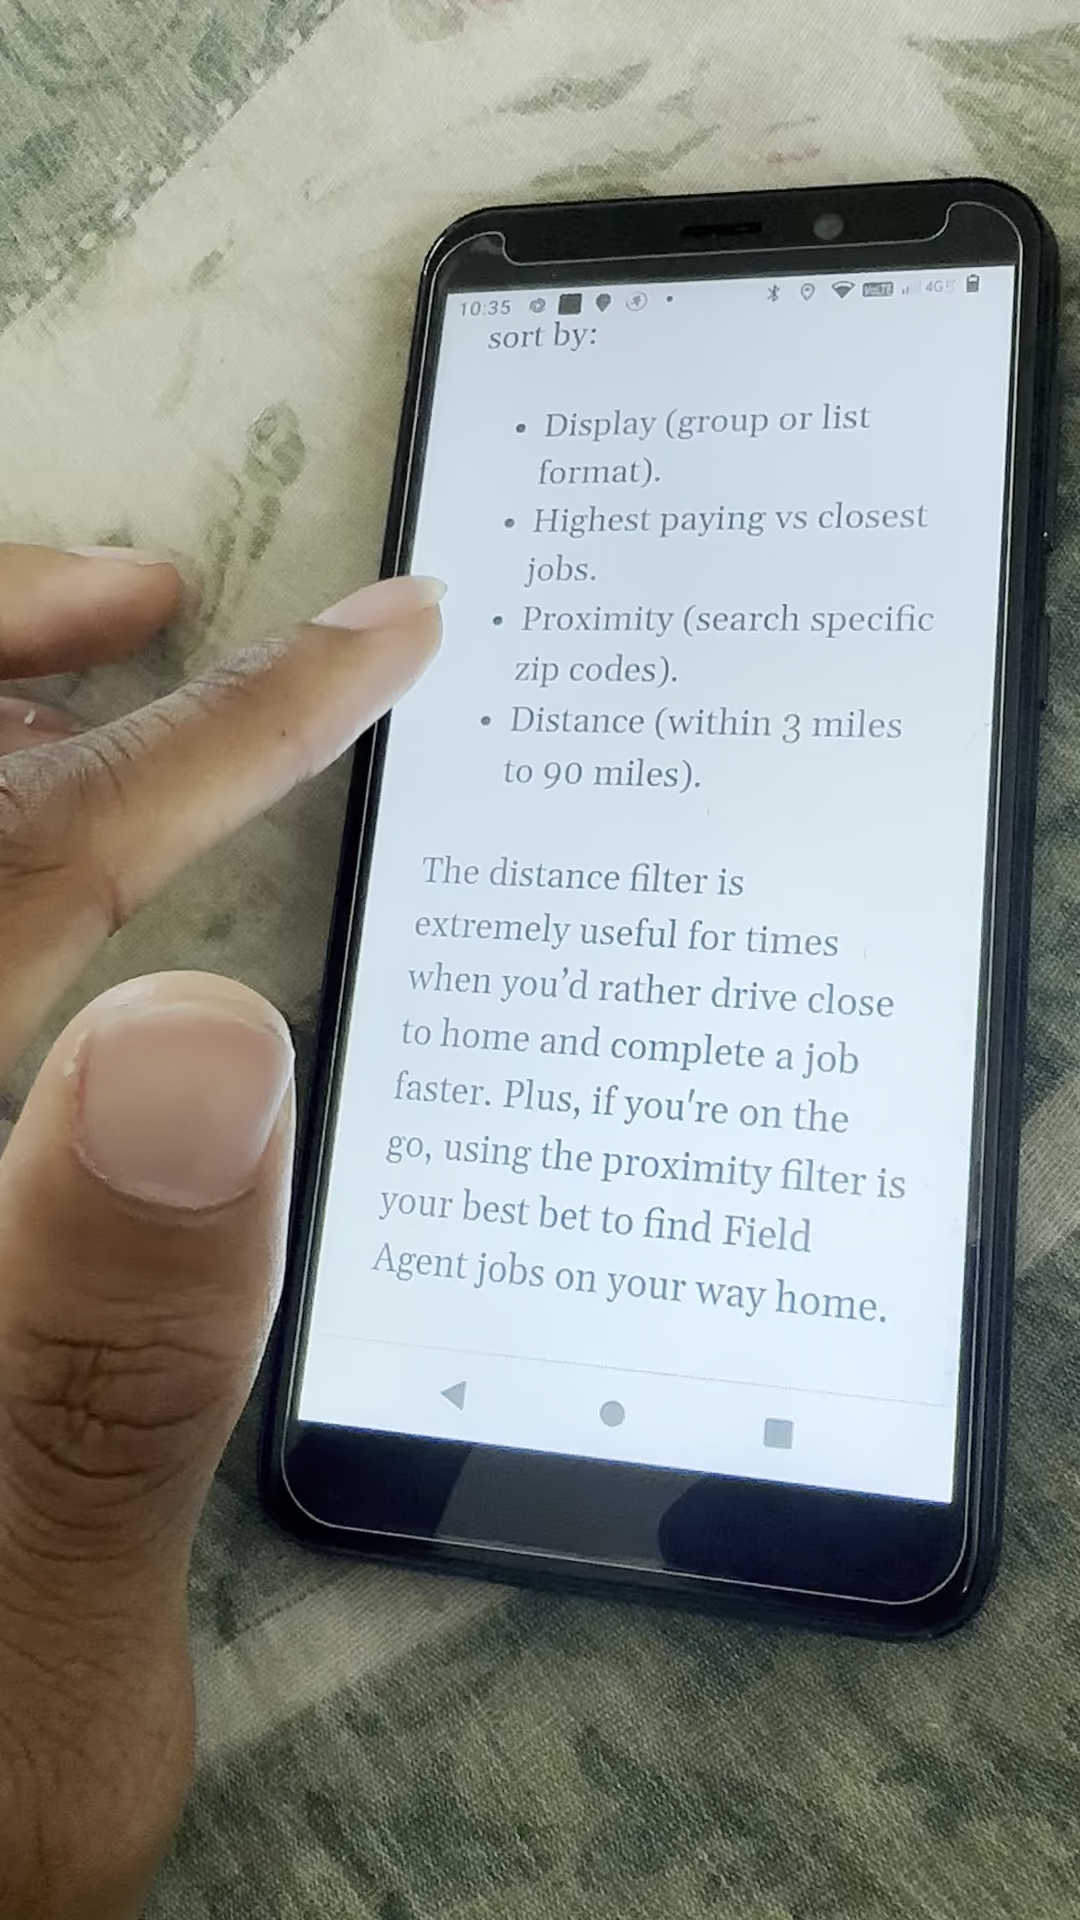 10:35 VoLTE 4G
sort by:
• Display (group or list
format).
• Highest paying vs closest
jobs.
• Proximity (search specific
zip codes).
• Distance (within 3 miles
to 90 miles).
The distance filter is
extremely useful for times
when you’d rather drive close
to home and complete a job
faster. Plus, if you're on the
go, using the proximity filter is
your best bet to find Field
Agent jobs on your way home.